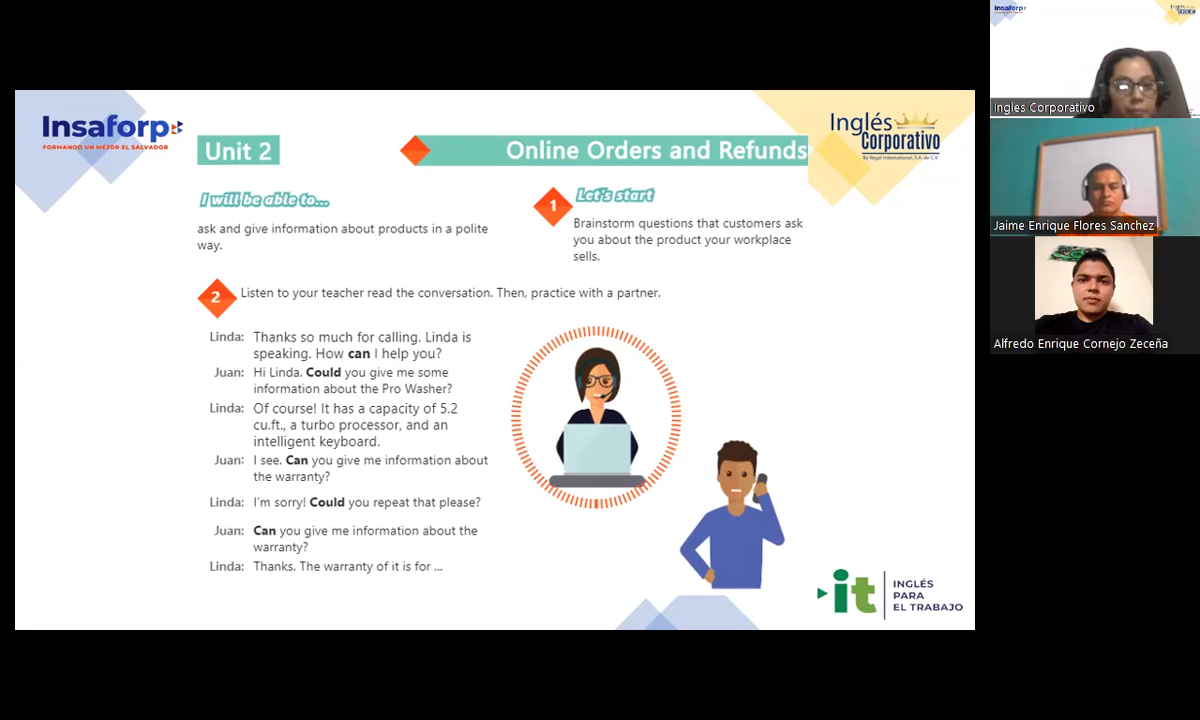 Insaforp
FORMANDO UN MEJOR EL SALVADOR
Unit 2
Online Orders and Refunds
Inglés
Corporativo
By Regal International, S.A. de C.V.
I will be able to...
ask and give information about products in a polite
way.
1
Let's start
Brainstorm questions that customers ask
you about the product your workplace
sells.
2
Listen to your teacher read the conversation. Then, practice with a partner.
Linda: Thanks so much for calling. Linda is
speaking. How can I help you?
Juan: Hi Linda. Could you give me some
information about the Pro Washer?
Linda: Of course! It has a capacity of 5.2
cu.ft., a turbo processor, and an
intelligent keyboard.
Juan: I see. Can you give me information about
the warranty?
Linda: I'm sorry! Could you repeat that please?
Juan: Can you give me information about the
warranty?
Linda: Thanks. The warranty of it is for ...
it
INGLÉS
PARA
EL TRABAJO
Insaforp
Ingles Corporativo
Jaime Enrique Flores Sanchez
Alfredo Enrique Cornejo Zeceña